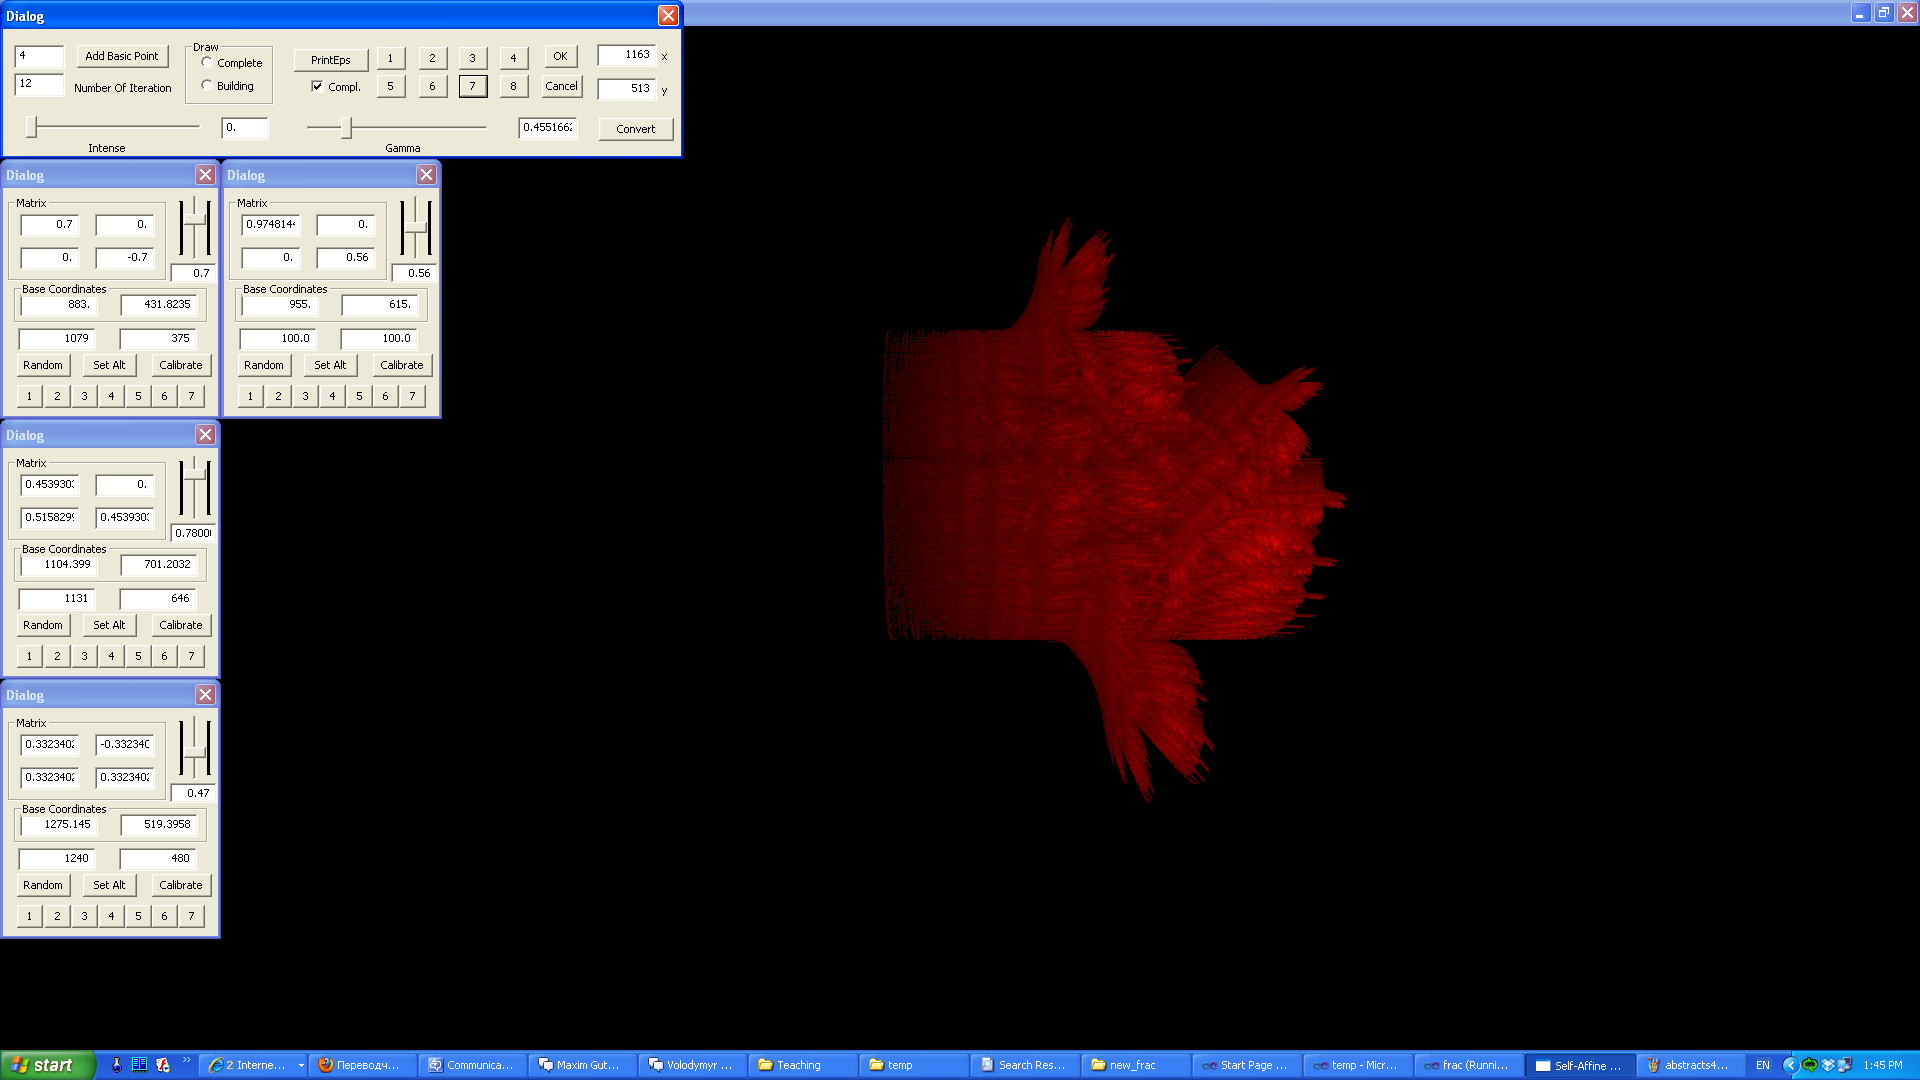 Dialog
4
Add Basic Point
Draw
Complete
Building
PrintEps
1 2 3 4 OK
1163 x
12
Number Of Iteration
Compl.
5 6 7 8 Cancel
513 y
0.
0.455166
Convert
Intense
Gamma
Dialog
Matrix
0.7 0.
0. -0.7
0.7
Base Coordinates
883. 431.8235
1079 375
Random Set Alt Calibrate
1 2 3 4 5 6 7
Dialog
Matrix
0.974814 0.
0. 0.56
0.56
Base Coordinates
955. 615.
100.0 100.0
Random Set Alt Calibrate
1 2 3 4 5 6 7
Dialog
Matrix
0.453930 0.
0.515829 0.453930
0.7800
Base Coordinates
1104.399 701.2032
1131 646
Random Set Alt Calibrate
1 2 3 4 5 6 7
Dialog
Matrix
0.332340 -0.33234
0.332340 0.332340
0.47
Base Coordinates
1275.145 519.3958
1240 480
Random Set Alt Calibrate
1 2 3 4 5 6 7
start
2 Interne...
Переводч...
Communica...
Maxim Gut...
Volodymyr ...
Teaching
temp
Search Res...
new_frac
Start Page ...
temp - Micr...
frac (Runni...
Self-Affine ...
abstracts4...
EN
1:45 PM